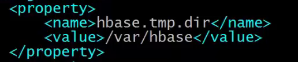 <property>
<name>hbase.tmp.dir</name>
<value>/var/hbase</value>
</property>